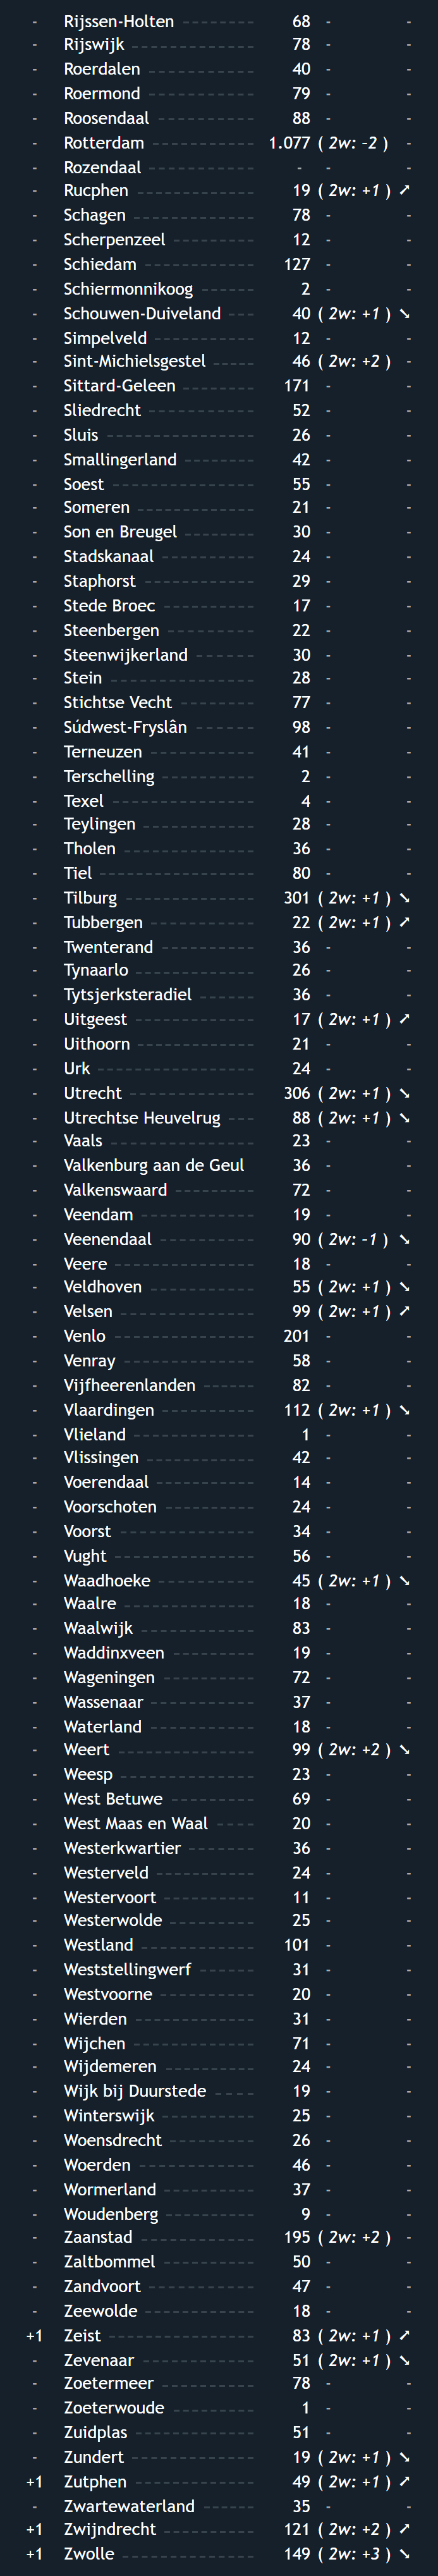 - Rijssen-Holten 68 - -
- Rijswijk 78 - -
- Roerdalen 40 - -
- Roermond 79 - -
- Roosendaal 88 - -
- Rotterdam 1.077 ( 2w: -2 ) -
- Rozendaal - - -
- Rucphen 19 ( 2w: +1 ) ➚
- Schagen 78 - -
- Scherpenzeel 12 - -
- Schiedam 127 - -
- Schiermonnikoog 2 - -
- Schouwen-Duiveland 40 ( 2w: +1 ) ➘
- Simpelveld 12 - -
- Sint-Michielsgestel 46 ( 2w: +2 ) -
- Sittard-Geleen 171 - -
- Sliedrecht 52 - -
- Sluis 26 - -
- Smallingerland 42 - -
- Soest 55 - -
- Someren 21 - -
- Son en Breugel 30 - -
- Stadskanaal 24 - -
- Staphorst 29 - -
- Stede Broec 17 - -
- Steenbergen 22 - -
- Steenwijkerland 30 - -
- Stein 28 - -
- Stichtse Vecht 77 - -
- Súdwest-Fryslân 98 - -
- Terneuzen 41 - -
- Terschelling 2 - -
- Texel 4 - -
- Teylingen 28 - -
- Tholen 36 - -
- Tiel 80 - -
- Tilburg 301 ( 2w: +1 ) ➘
- Tubbergen 22 ( 2w: +1 ) ➚
- Twenterand 36 - -
- Tynaarlo 26 - -
- Tytsjerksteradiel 36 - -
- Uitgeest 17 ( 2w: +1 ) ➚
- Uithoorn 21 - -
- Urk 24 - -
- Utrecht 306 ( 2w: +1 ) ➘
- Utrechtse Heuvelrug 88 ( 2w: +1 ) ➘
- Vaals 23 - -
- Valkenburg aan de Geul 36 - -
- Valkenswaard 72 - -
- Veendam 19 - -
- Veenendaal 90 ( 2w: -1 ) ➘
- Veere 18 - -
- Veldhoven 55 ( 2w: +1 ) ➘
- Velsen 99 ( 2w: +1 ) ➚
- Venlo 201 - -
- Venray 58 - -
- Vijfheerenlanden 82 - -
- Vlaardingen 112 ( 2w: +1 ) ➘
- Vlieland 1 - -
- Vlissingen 42 - -
- Voerendaal 14 - -
- Voorschoten 24 - -
- Voorst 34 - -
- Vught 56 - -
- Waadhoeke 45 ( 2w: +1 ) ➘
- Waalre 18 - -
- Waalwijk 83 - -
- Waddinxveen 19 - -
- Wageningen 72 - -
- Wassenaar 37 - -
- Waterland 18 - -
- Weert 99 ( 2w: +2 ) ➘
- Weesp 23 - -
- West Betuwe 69 - -
- West Maas en Waal 20 - -
- Westerkwartier 36 - -
- Westerveld 24 - -
- Westervoort 11 - -
- Westerwolde 25 - -
- Westland 101 - -
- Weststellingwerf 31 - -
- Westvoorne 20 - -
- Wierden 31 - -
- Wijchen 71 - -
- Wijdemeren 24 - -
- Wijk bij Duurstede 19 - -
- Winterswijk 25 - -
- Woensdrecht 26 - -
- Woerden 46 - -
- Wormerland 37 - -
- Woudenberg 9 - -
- Zaanstad 195 ( 2w: +2 ) -
- Zaltbommel 50 - -
- Zandvoort 47 - -
- Zeewolde 18 - -
+1 Zeist 83 ( 2w: +1 ) ➚
- Zevenaar 51 ( 2w: +1 ) ➘
- Zoetermeer 78 - -
- Zoeterwoude 1 - -
- Zuidplas 51 - -
- Zundert 19 ( 2w: +1 ) ➘
+1 Zutphen 49 ( 2w: +1 ) ➚
- Zwartewaterland 35 - -
+1 Zwijndrecht 121 ( 2w: +2 ) ➚
+1 Zwolle 149 ( 2w: +3 ) ➘